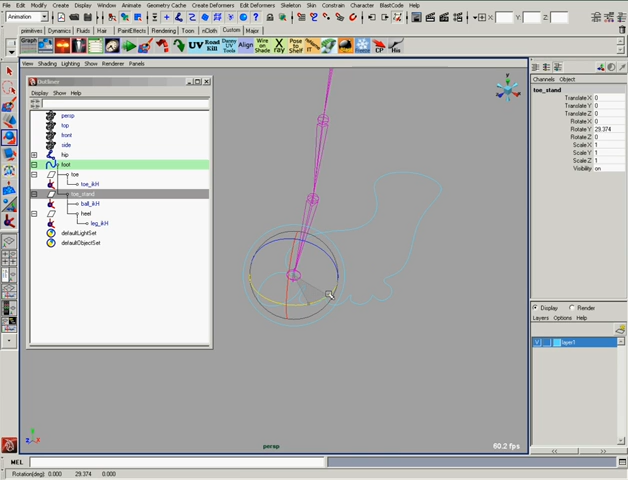 File Edit Modify Create Display Window Assets Animate Geometry Cache Create Deformers Edit Deformers Skeleton Skin Constrain Character BlastCode Help
Animation
primitives Dynamics Fluids Hair PaintEffects Toon Muscle Rendering nCloth Custom Major
View Shading Lighting Show Renderer Panels
Outliner
Display Show Help
persp
top
front
side
hip
foot
toe
toe_ikH
toe_stand
ball_ikH
heel
leg_ikH
defaultLightSet
defaultObjectSet
Channels Object
toe_stand
Translate X 0
Translate Y 0
Translate Z 0
Rotate X 0
Rotate Y 29.374
Rotate Z 0
Scale X 1
Scale Y 1
Scale Z 1
Visibility on
Display Render
Layers Options Help
V layer1
persp
60.2 fps
MEL
Rotation(deg): 0.000 29.374 0.000